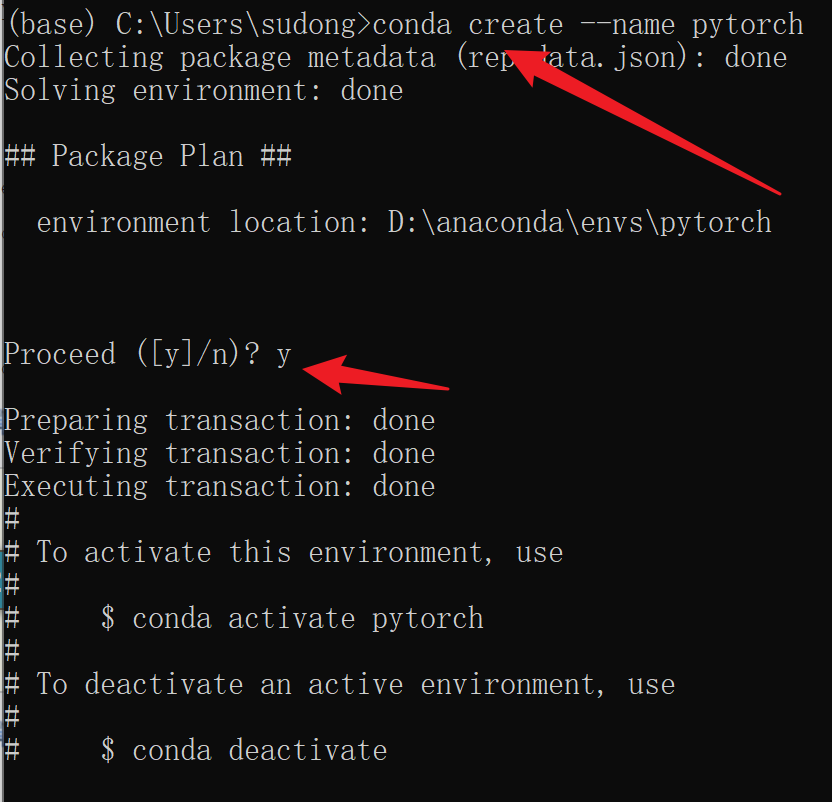 (base) C:\Users\sudong>conda create --name pytorch
Collecting package metadata (rep data.json): done
Solving environment: done
## Package Plan ##
environment location: D:\anaconda\envs\pytorch
Proceed ([y]/n)? y
Preparing transaction: done
Verifying transaction: done
Executing transaction: done
#
# To activate this environment, use
#
#     $ conda activate pytorch
#
# To deactivate an active environment, use
#
#     $ conda deactivate